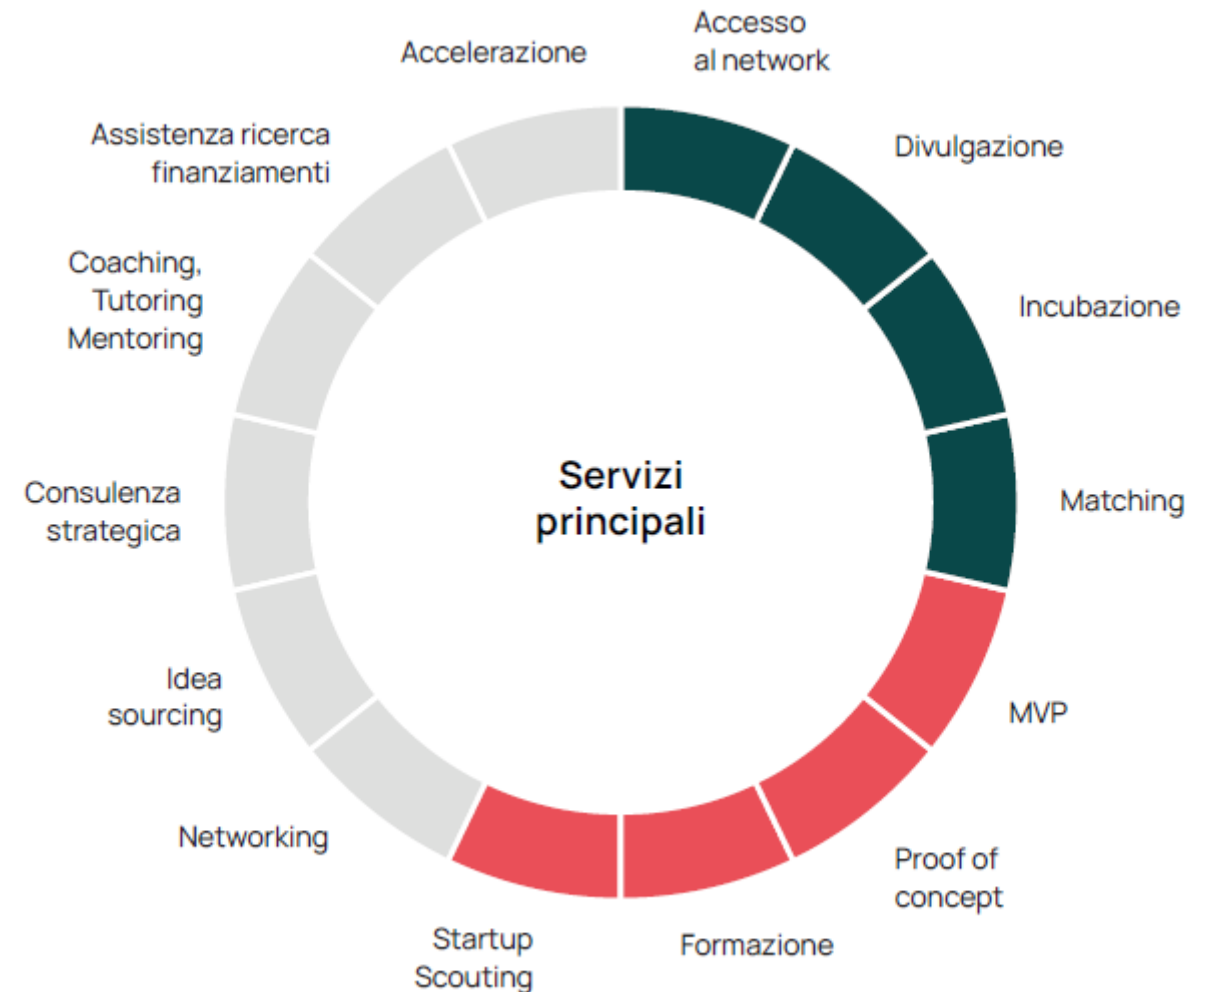 Accesso
al network
Divulgazione
Incubazione
Matching
MVP
Proof of
concept
Formazione
Startup
Scouting
Networking
Idea
sourcing
Consulenza
strategica
Coaching,
Tutoring
Mentoring
Assistenza ricerca
finanziamenti
Accelerazione
Servizi
principali